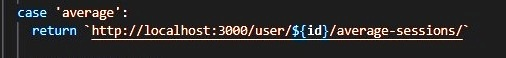 case 'average':
return `http://localhost:3000/user/${id}/average-sessions/`